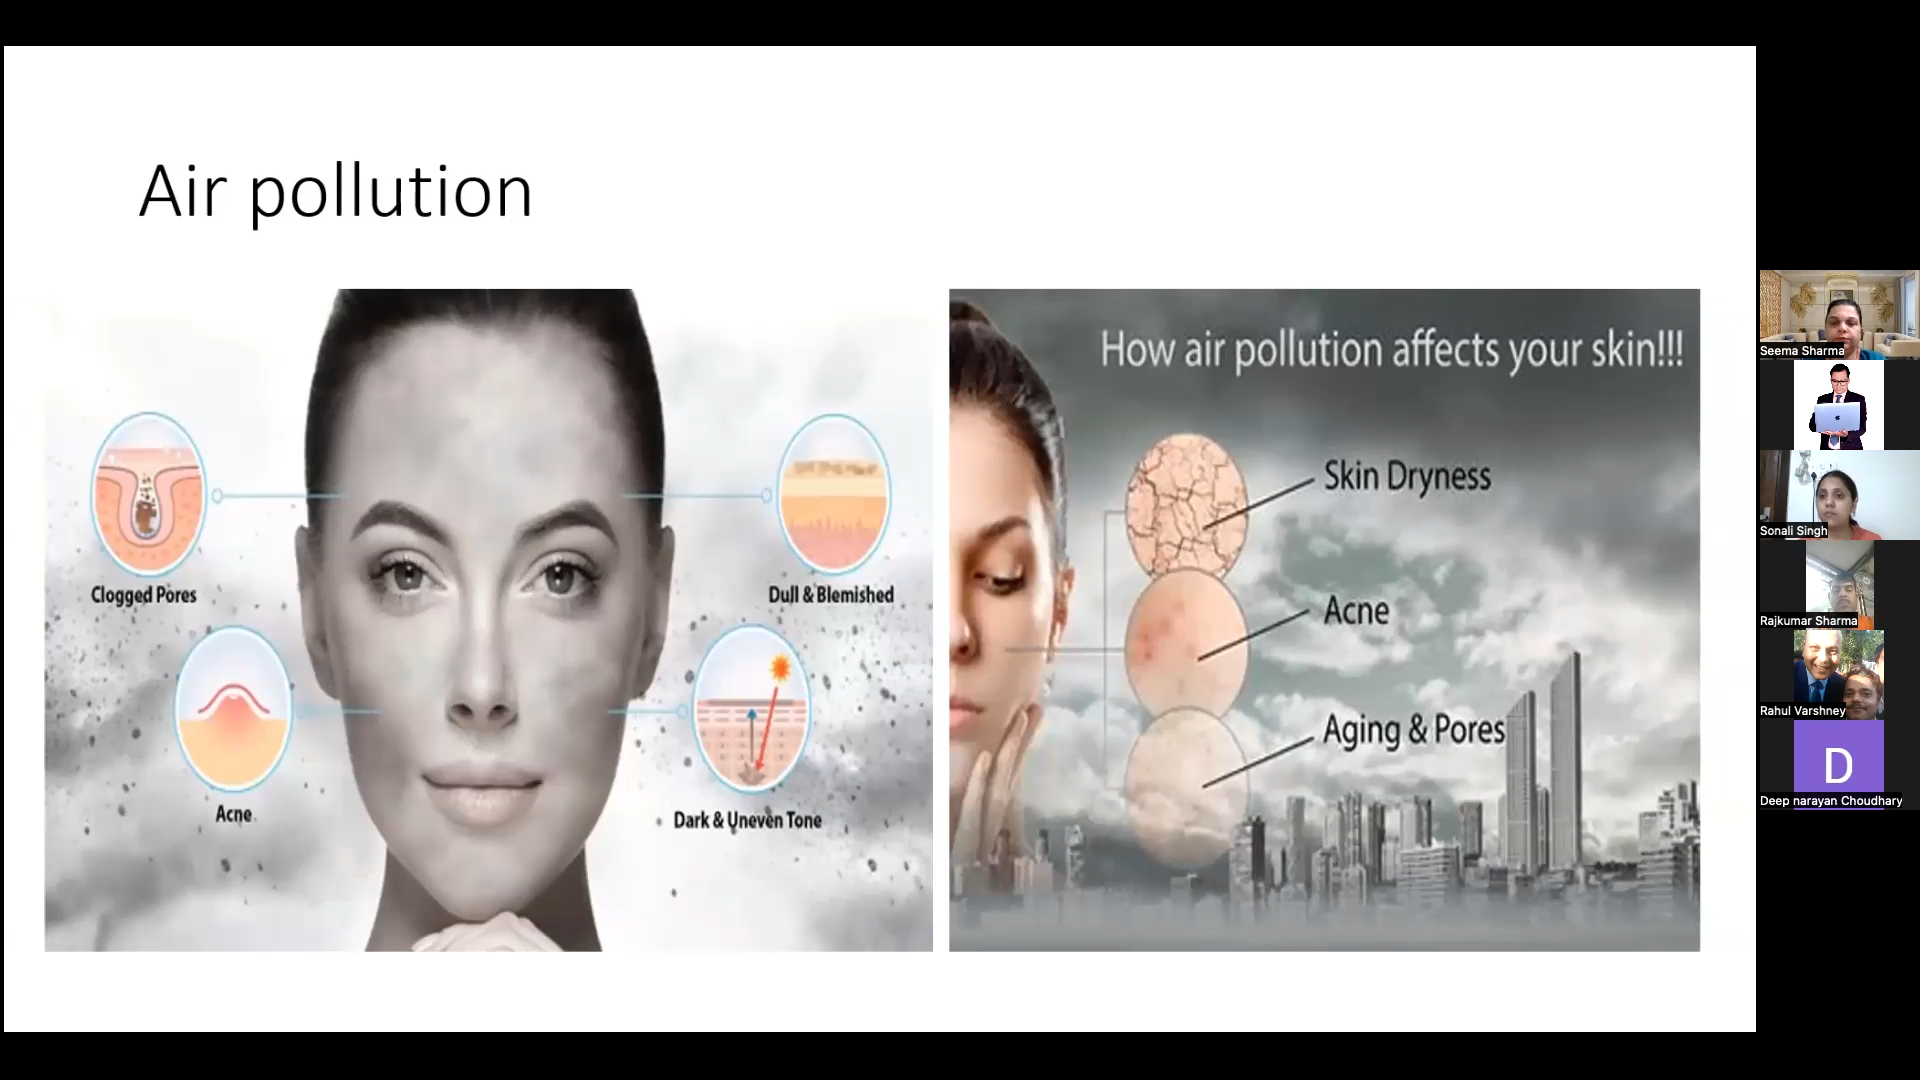 Air pollution
Clogged Pores
Dull & Blemished
Acne
Dark & Uneven Tone
How air pollution affects your skin!!!
Skin Dryness
Acne
Aging & Pores
Seema Sharma
Sonali Singh
Rajkumar Sharma
Rahul Varshney
D
Deep narayan Choudhary